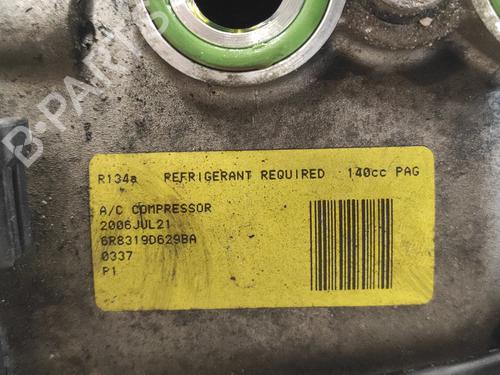 B-PARTS
R134a REFRIGERANT REQUIRED 140cc PAG
A/C COMPRESSOR
2006JUL21
6R8319D629BA
0337
P1